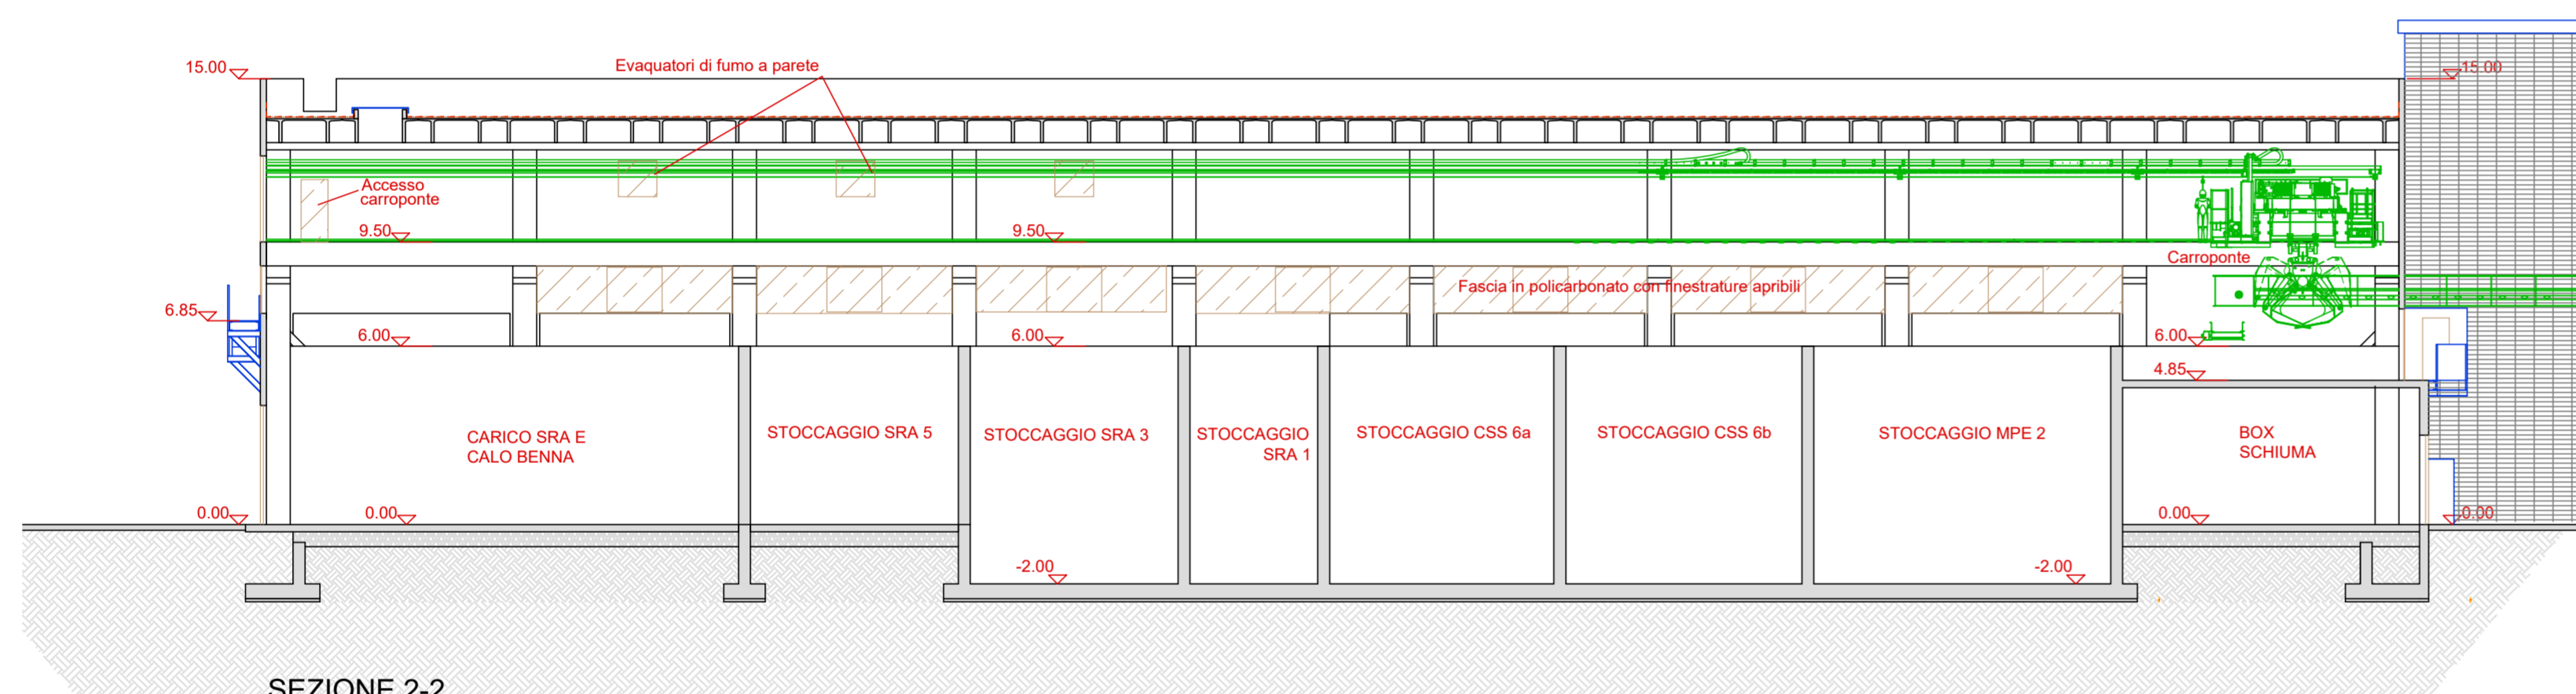 15.00
Evaquatori di fumo a parete
15.00
Accesso
carroponte
9.50
9.50
Carroponte
Fascia in policarbonato con finestrature apribili
6.85
6.00
6.00
6.00
4.85
CARICO SRA E
CALO BENNA
STOCCAGGIO SRA 5
STOCCAGGIO SRA 3
STOCCAGGIO
SRA 1
STOCCAGGIO CSS 6a
STOCCAGGIO CSS 6b
STOCCAGGIO MPE 2
BOX
SCHIUMA
0.00
0.00
0.00
0.00
-2.00
-2.00
SEZIONE 2-2